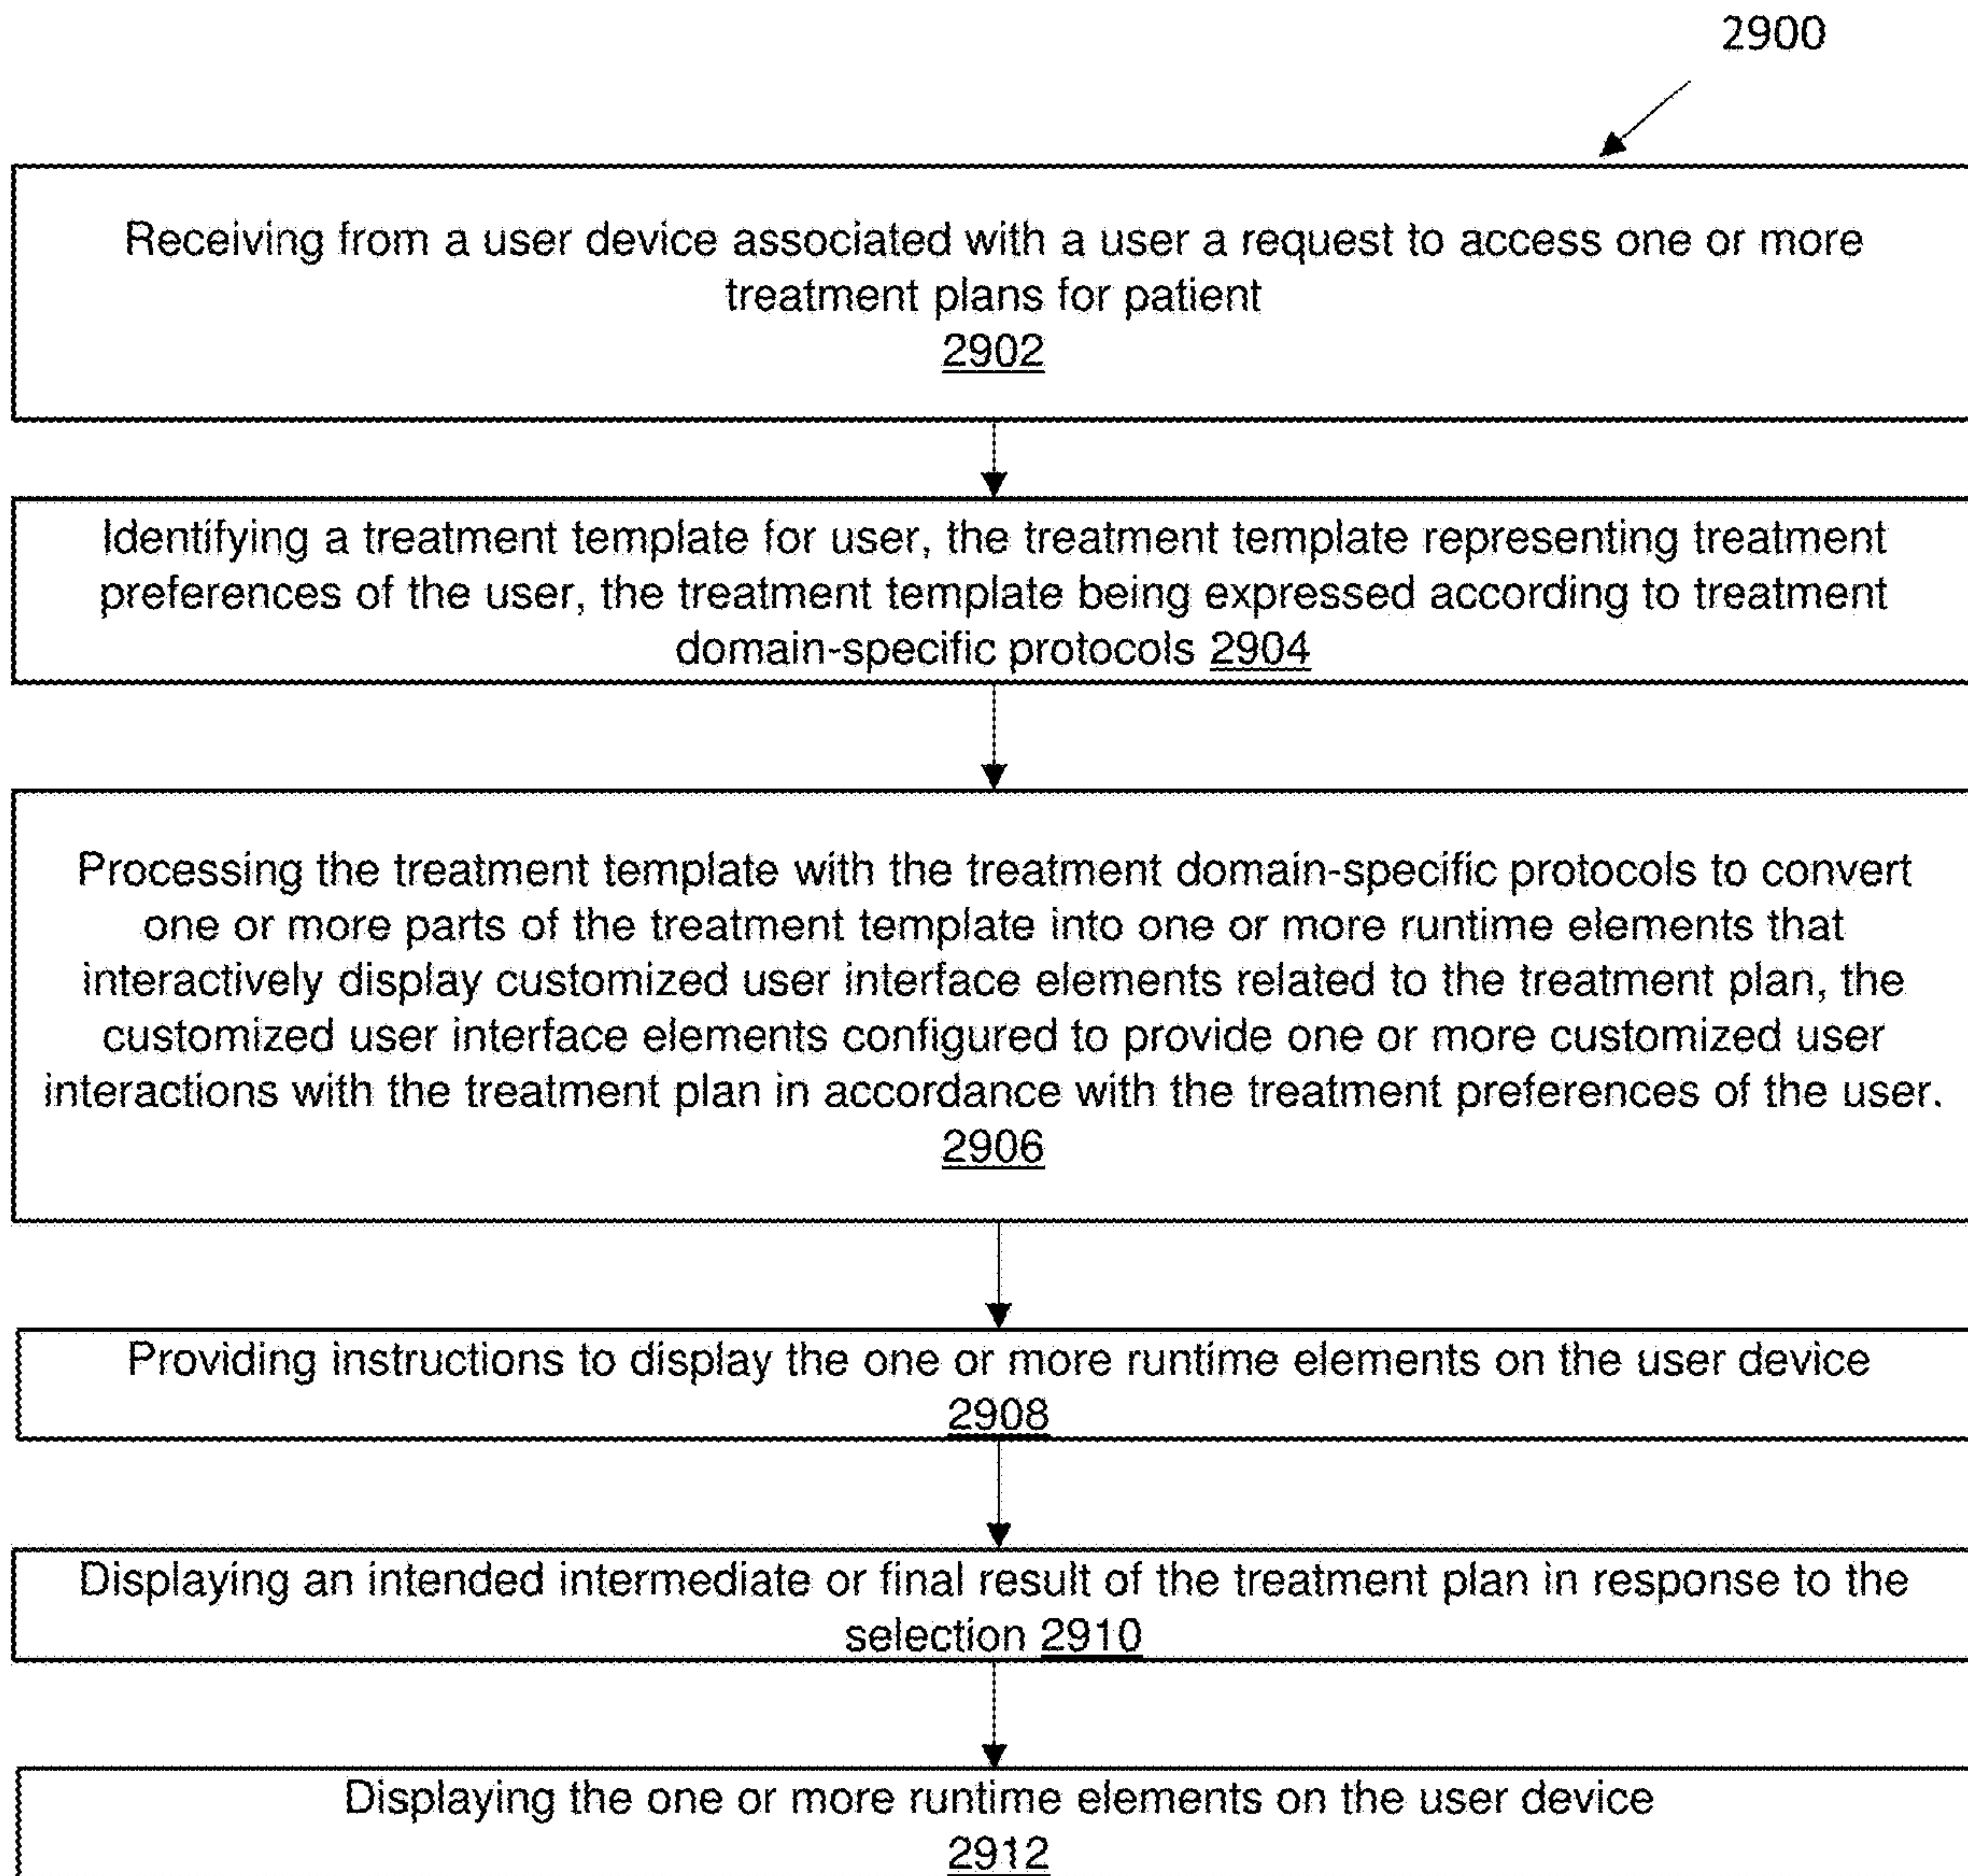 2900
Receiving from a user device associated with a user a request to access one or more
treatment plans for patient
2902
Identifying a treatment template for user, the treatment template representing treatment
preferences of the user, the treatment template being expressed according to treatment
domain-specific protocols 2904
Processing the treatment template with the treatment domain-specific protocols to convert
one or more parts of the treatment template into one or more runtime elements that
interactively display customized user interface elements related to the treatment plan, the
customized user interface elements configured to provide one or more customized user
interactions with the treatment plan in accordance with the treatment preferences of the user.
2906
Providing instructions to display the one or more runtime elements on the user device
2908
Displaying an intended intermediate or final result of the treatment plan in response to the
selection 2910
Displaying the one or more runtime elements on the user device
2912